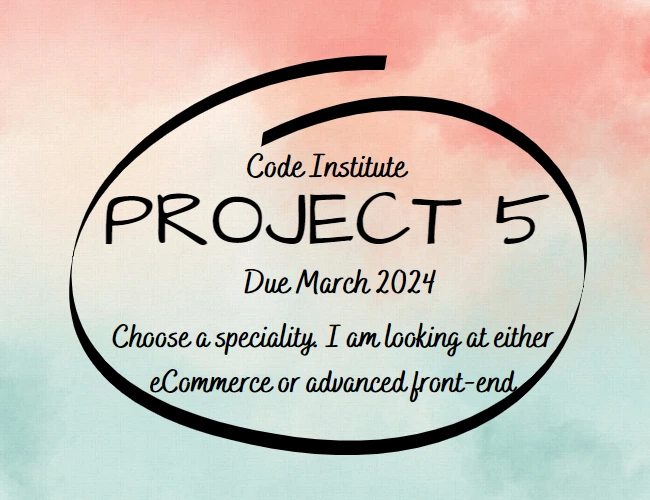 Code Institute
PROJECT 5
Due March 2024
Choose a speciality. I am looking at either
eCommerce or advanced front-end.